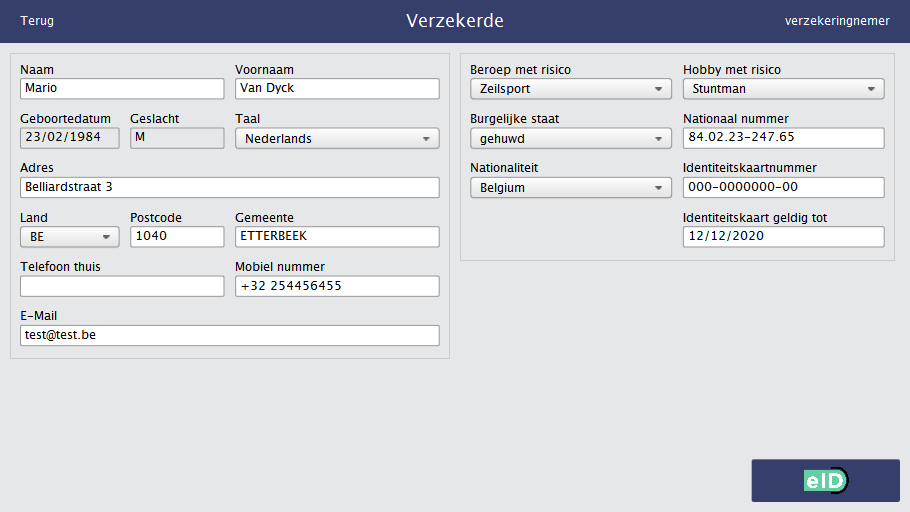 Terug Verzekerde verzekeringnemer
Naam Voornaam
Mario Van Dyck
Geboortedatum Geslacht Taal
23/02/1984 M Nederlands
Adres
Belliardstraat 3
Land Postcode Gemeente
BE 1040 ETTERBEEK
Telefoon thuis Mobiel nummer
+32 254456455
E-Mail
test@test.be
Beroep met risico Hobby met risico
Zeilsport Stuntman
Burgelijke staat Nationaal nummer
gehuwd 84.02.23-247.65
Nationaliteit Identiteitskaartnummer
Belgium 000-0000000-00
Identiteitskaart geldig tot
12/12/2020
eID